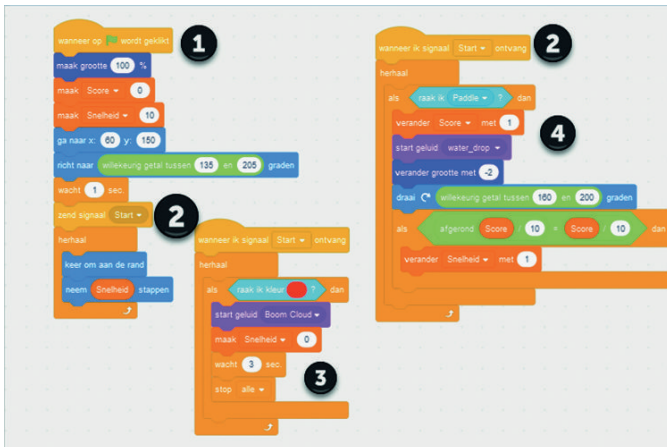 wanneer op wordt geklikt
maak grootte 100 %
maak Score 0
maak Snelheid 10
ga naar x: 60 y: 150
richt naar willekeurig getal tussen 135 en 205 graden
wacht 1 sec.
zend signaal Start
herhaal
keer om aan de rand
neem Snelheid stappen
1
2
wanneer ik signaal Start ontvang
herhaal
als raak ik kleur ? dan
start geluid Boom Cloud
maak Snelheid 0
wacht 3 sec.
stop alle
3
wanneer ik signaal Start ontvang
2
herhaal
als raak ik Paddle ? dan
verander Score met 1
start geluid water_drop
verander grootte met -2
draai willekeurig getal tussen 160 en 200 graden
als afgerond Score / 10 = Score / 10 dan
verander Snelheid met 1
4